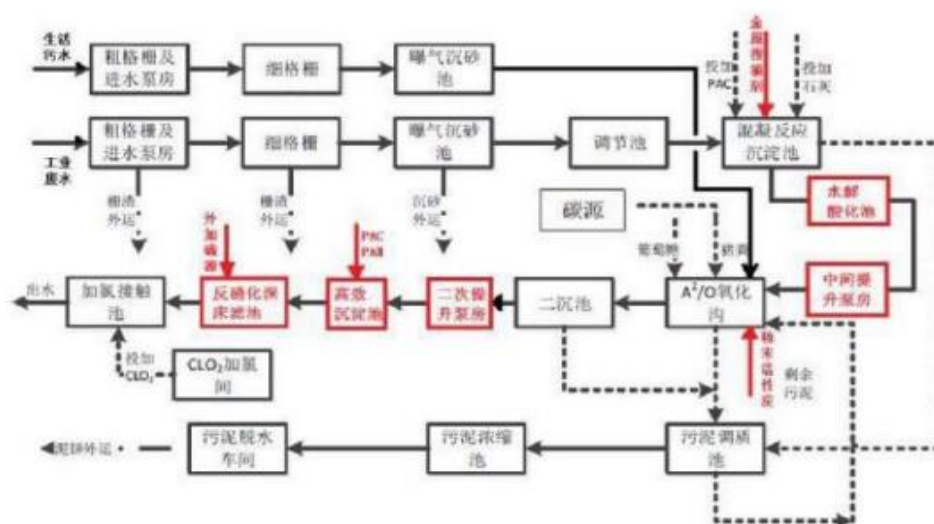 生活
污水
粗格栅及
进水泵房
细格栅
曝气沉砂
池
投加
PAC
投加
石灰
粗格栅及
进水泵房
细格栅
曝气沉砂
池
调节池
混凝反应
沉淀池
工业
废水
栅渣
外运
栅渣
外运
沉砂
外运
碳源
水解
酸化池
外加
碳源
PAC
PAM
葡萄糖
出水
加氯接触
池
反硝化深
床滤池
高效
沉淀池
二次提
升泵房
二沉池
A²/O氧化
沟
中间提
升泵房
投加
CLO₂
CLO₂加氯
间
粉末活性炭
剩余
污泥
泥饼外运
污泥脱水
车间
污泥浓缩
池
污泥调质
池